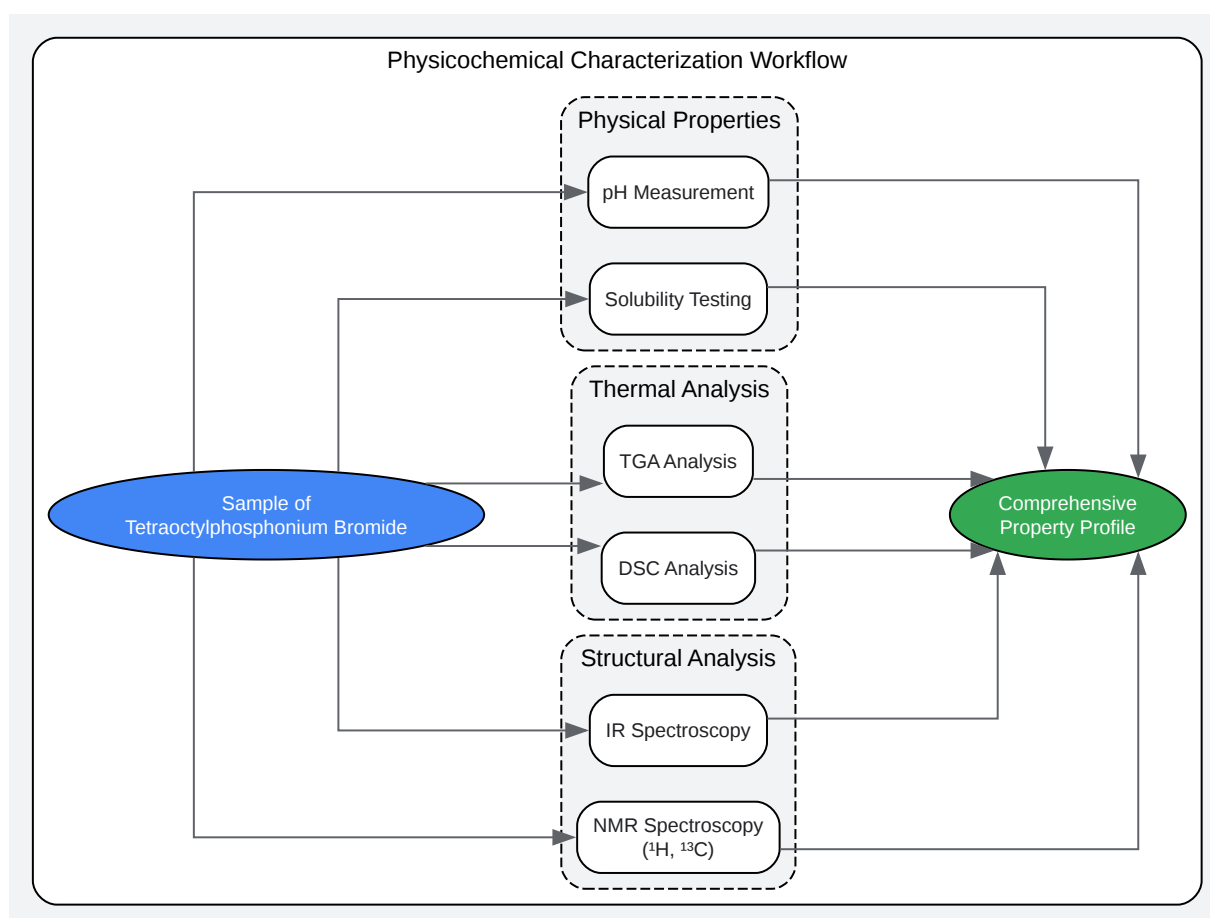 Physicochemical Characterization Workflow
Physical Properties
pH Measurement
Solubility Testing
Thermal Analysis
TGA Analysis
DSC Analysis
Sample of
Tetraoctylphosphonium Bromide
Comprehensive
Property Profile
Structural Analysis
IR Spectroscopy
NMR Spectroscopy
(¹H, ¹³C)